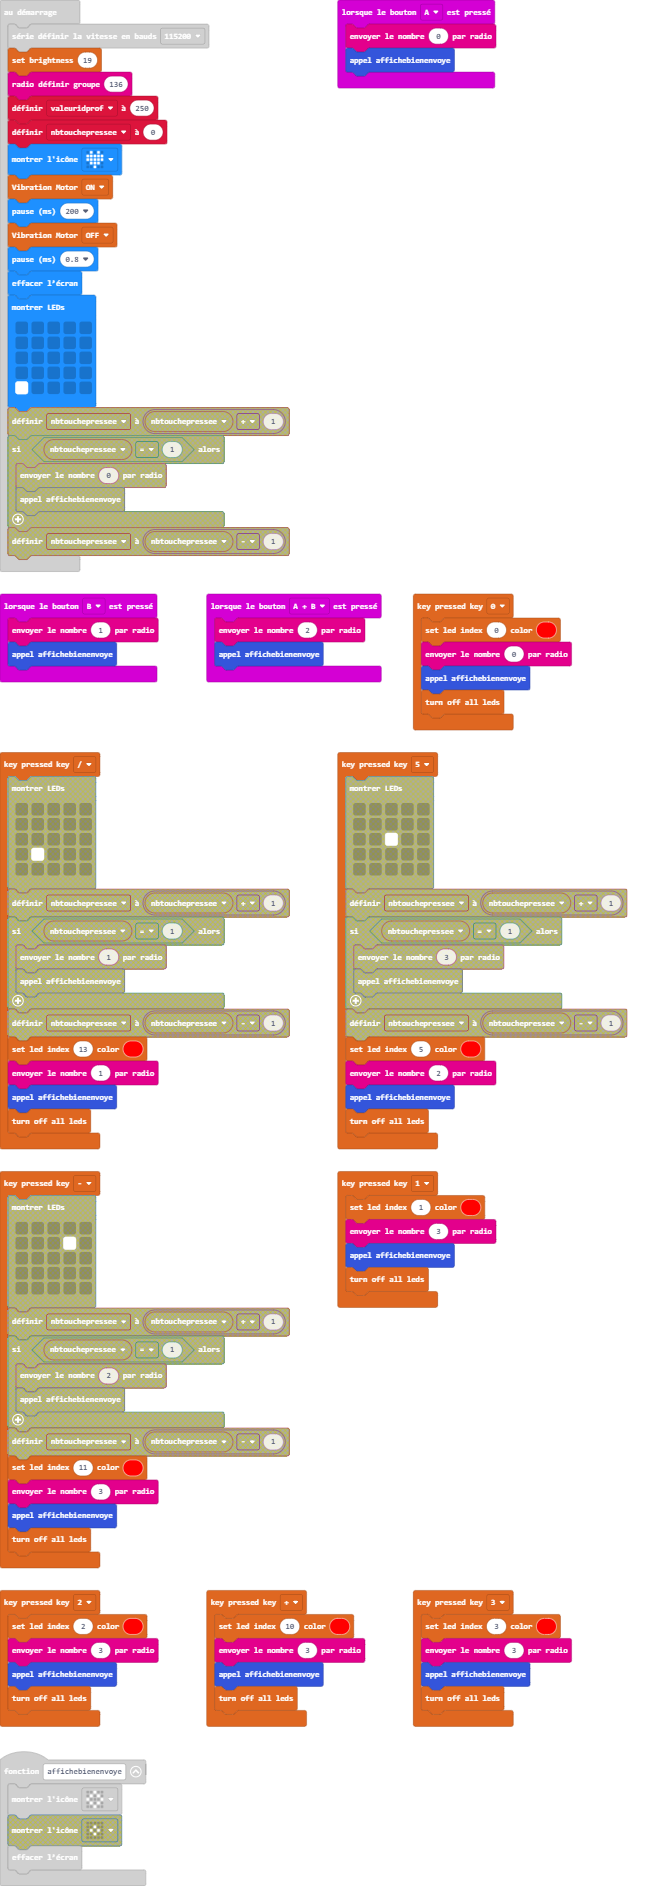 au démarrage
série définir la vitesse en bauds 115200
set brightness 19
radio définir groupe 136
définir valeuridprof à 250
définir nbtouchepressee à 0
montrer l'icône
Vibration Motor ON
pause (ms) 200
Vibration Motor OFF
pause (ms) 0.8
effacer l'écran
montrer LEDs
définir nbtouchepressee à nbtouchepressee + 1
si nbtouchepressee = 1 alors
envoyer le nombre 0 par radio
appel affichebienenvoye
définir nbtouchepressee à nbtouchepressee - 1
lorsque le bouton A est pressé
envoyer le nombre 0 par radio
appel affichebienenvoye
lorsque le bouton B est pressé
envoyer le nombre 1 par radio
appel affichebienenvoye
lorsque le bouton A + B est pressé
envoyer le nombre 2 par radio
appel affichebienenvoye
key pressed key 0
set led index 0 color
envoyer le nombre 0 par radio
appel affichebienenvoye
turn off all leds
key pressed key /
montrer LEDs
définir nbtouchepressee à nbtouchepressee + 1
si nbtouchepressee = 1 alors
envoyer le nombre 1 par radio
appel affichebienenvoye
définir nbtouchepressee à nbtouchepressee - 1
set led index 13 color
envoyer le nombre 1 par radio
appel affichebienenvoye
turn off all leds
key pressed key 5
montrer LEDs
définir nbtouchepressee à nbtouchepressee + 1
si nbtouchepressee = 1 alors
envoyer le nombre 3 par radio
appel affichebienenvoye
définir nbtouchepressee à nbtouchepressee - 1
set led index 5 color
envoyer le nombre 2 par radio
appel affichebienenvoye
turn off all leds
key pressed key -
montrer LEDs
définir nbtouchepressee à nbtouchepressee + 1
si nbtouchepressee = 1 alors
envoyer le nombre 2 par radio
appel affichebienenvoye
définir nbtouchepressee à nbtouchepressee - 1
set led index 11 color
envoyer le nombre 3 par radio
appel affichebienenvoye
turn off all leds
key pressed key 1
set led index 1 color
envoyer le nombre 3 par radio
appel affichebienenvoye
turn off all leds
key pressed key 2
set led index 2 color
envoyer le nombre 3 par radio
appel affichebienenvoye
turn off all leds
key pressed key +
set led index 10 color
envoyer le nombre 3 par radio
appel affichebienenvoye
turn off all leds
key pressed key 3
set led index 3 color
envoyer le nombre 3 par radio
appel affichebienenvoye
turn off all leds
fonction affichebienenvoye
montrer l'icône
montrer l'icône
effacer l'écran